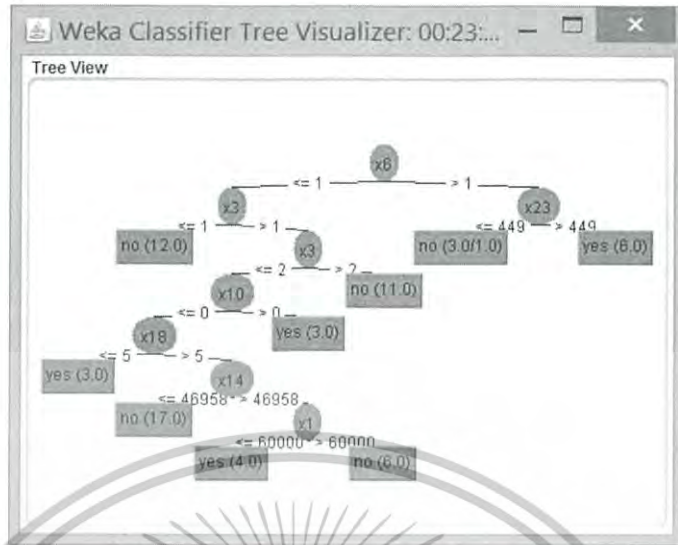 Weka Classifier Tree Visualizer: 00:23:...
Tree View
x6
<= 1 > 1
x3 x23
<= 1 > 1 <= 449 > 449
no (12.0) x3 no (3.0/1.0) yes (6.0)
<= 2 > 2
x10 no (11.0)
<= 0 > 0
x18 yes (3.0)
<= 5 > 5
yes (3.0) x14
<= 46958 > 46958
no (17.0) x1
<= 60000 > 60000
yes (4.0) no (6.0)